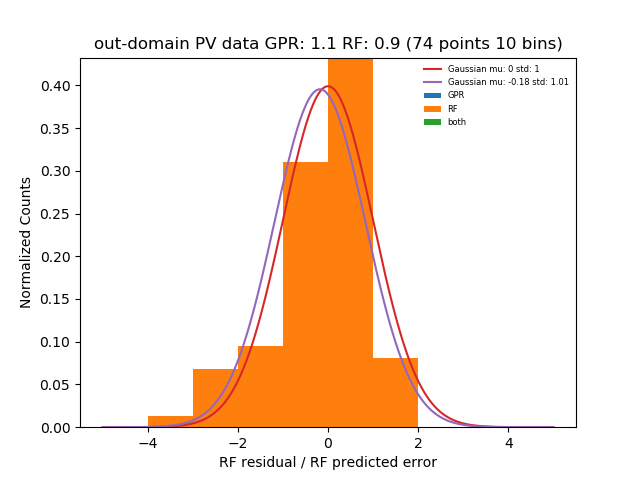 out-domain PV data GPR: 1.1 RF: 0.9 (74 points 10 bins)
Gaussian mu: 0 std: 1
Gaussian mu: -0.18 std: 1.01
GPR
RF
both
0.40
0.35
0.30
0.25
0.20
0.15
0.10
0.05
0.00
Normalized Counts
−4 −2 0 2 4
RF residual / RF predicted error